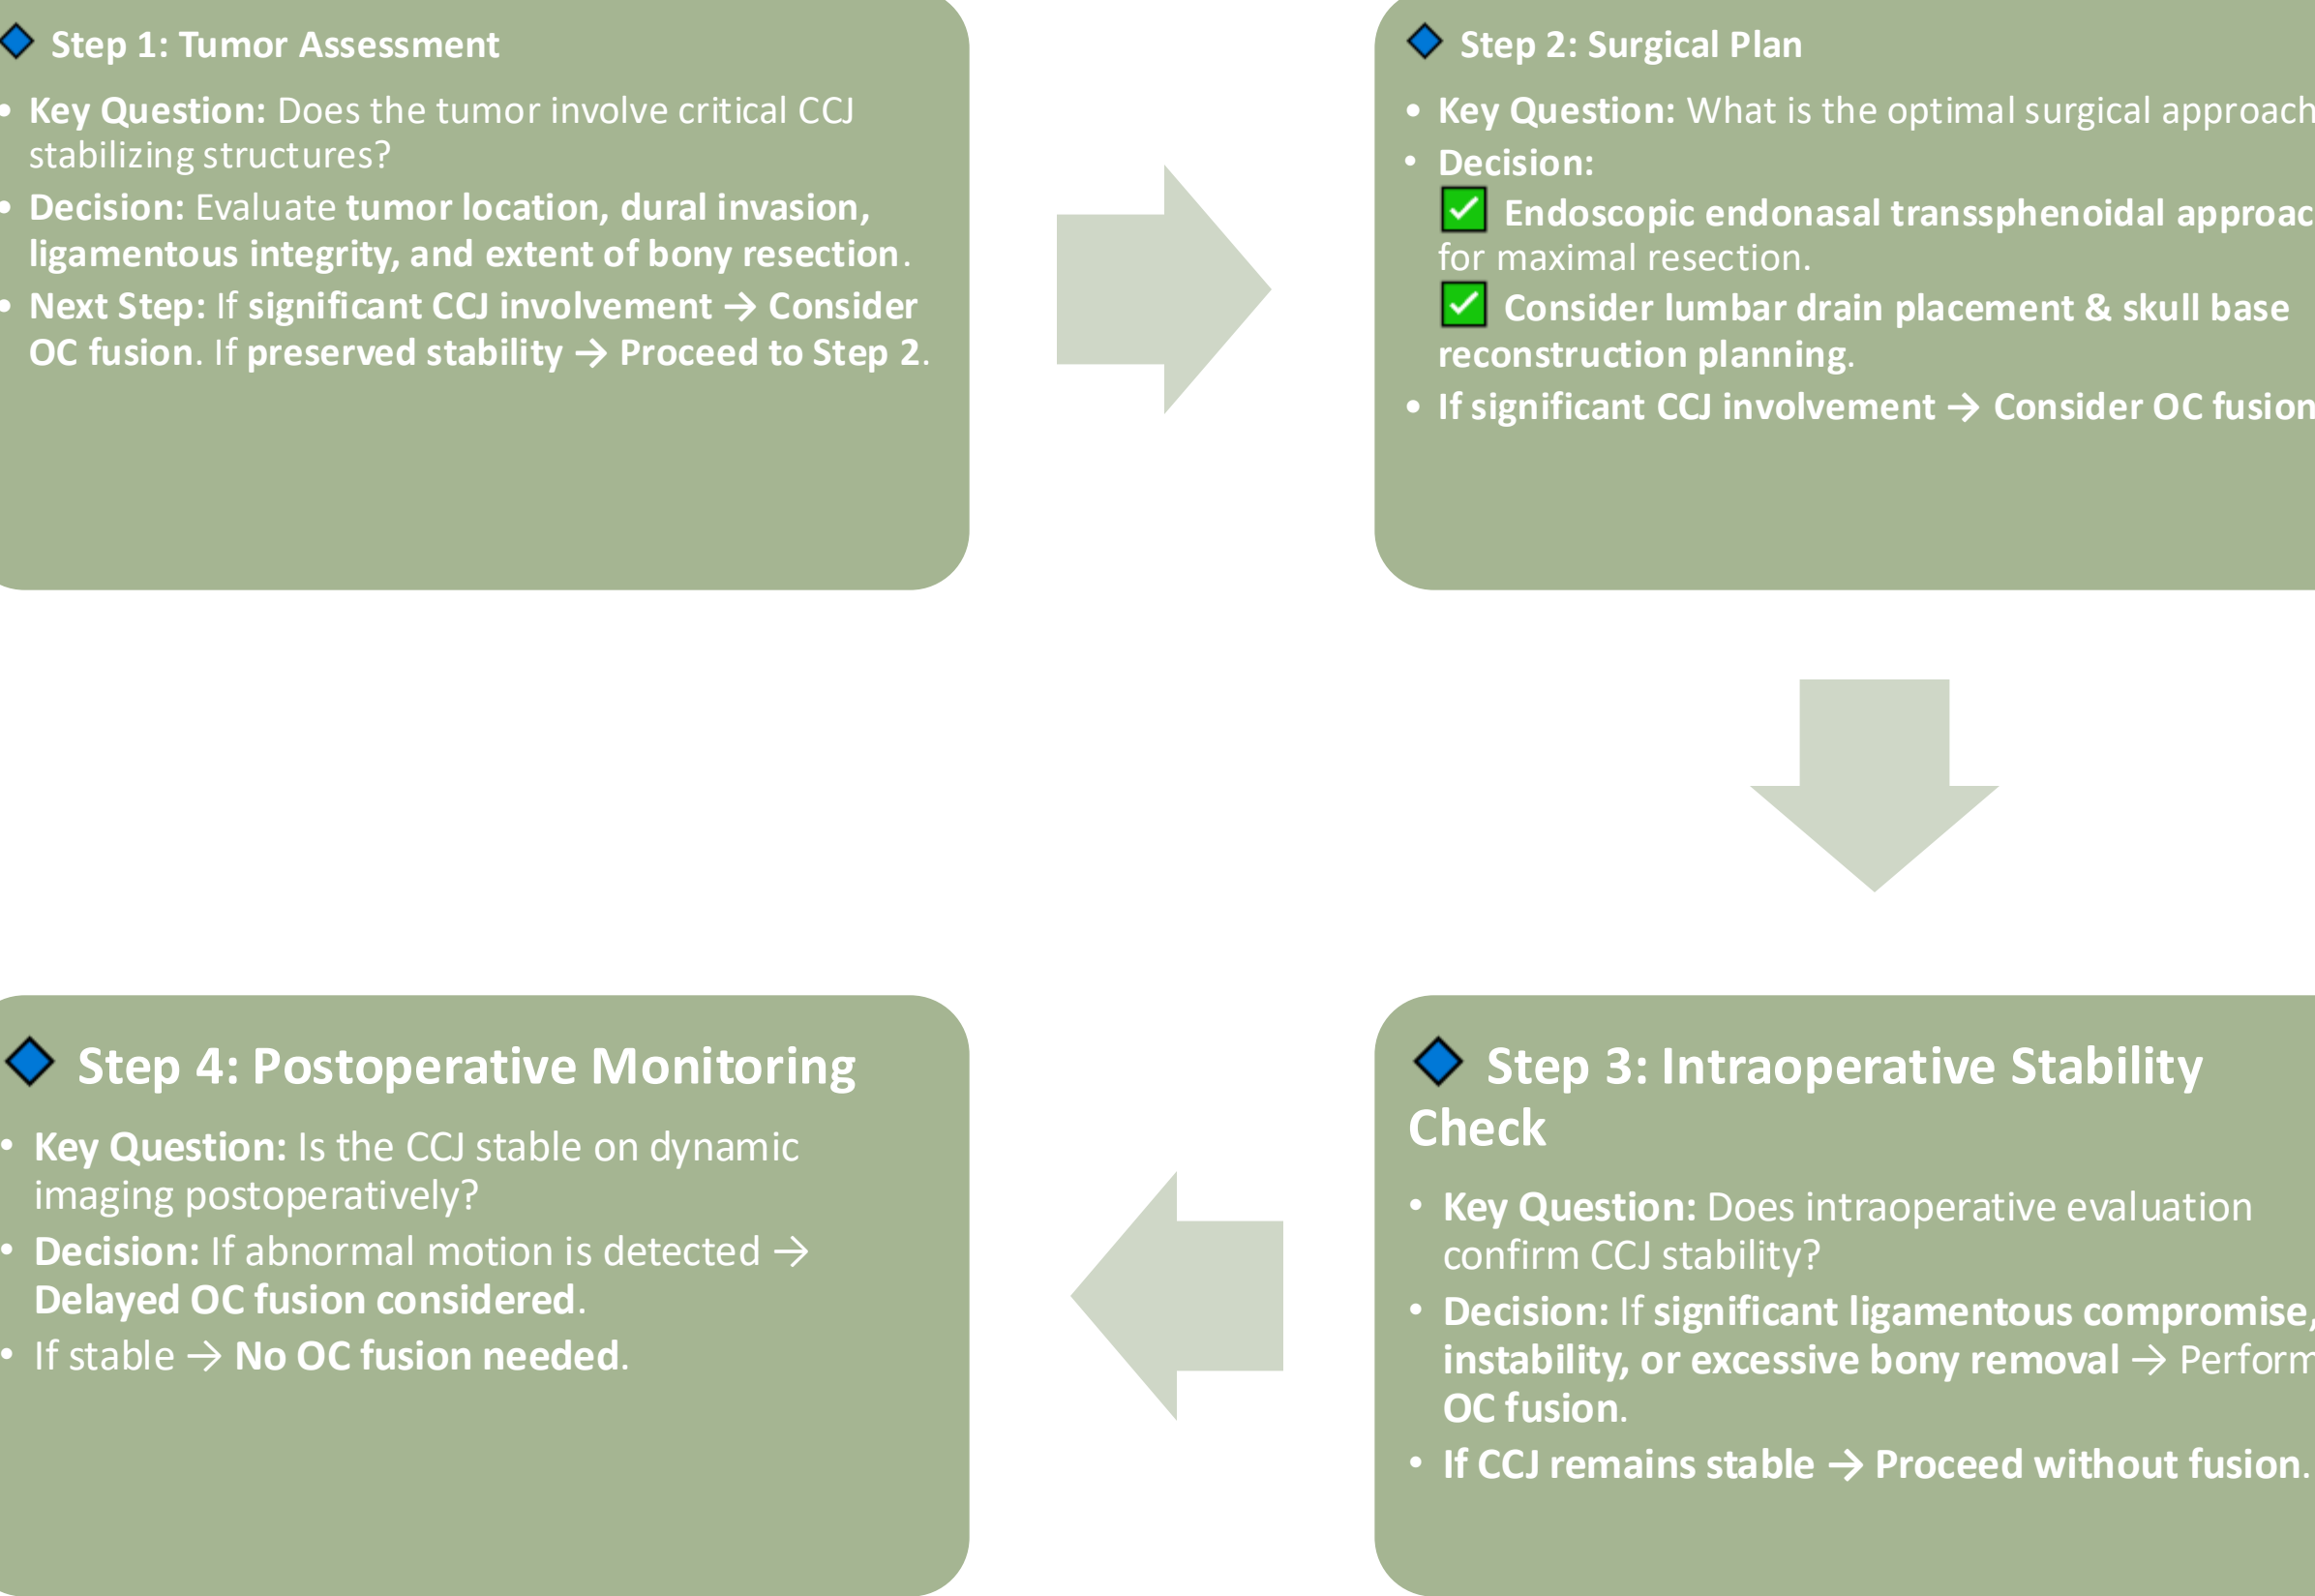 Step 1: Tumor Assessment
• Key Question: Does the tumor involve critical CCJ
stabilizing structures?
• Decision: Evaluate tumor location, dural invasion,
ligamentous integrity, and extent of bony resection.
• Next Step: If significant CCJ involvement → Consider
OC fusion. If preserved stability → Proceed to Step 2.
Step 2: Surgical Plan
• Key Question: What is the optimal surgical approach
• Decision:
✅ Endoscopic endonasal transsphenoidal approac
for maximal resection.
✅ Consider lumbar drain placement & skull base
reconstruction planning.
• If significant CCJ involvement → Consider OC fusion
Step 3: Intraoperative Stability
Check
• Key Question: Does intraoperative evaluation
confirm CCJ stability?
• Decision: If significant ligamentous compromise,
instability, or excessive bony removal → Perform
OC fusion.
• If CCJ remains stable → Proceed without fusion.
Step 4: Postoperative Monitoring
• Key Question: Is the CCJ stable on dynamic
imaging postoperatively?
• Decision: If abnormal motion is detected →
Delayed OC fusion considered.
• If stable → No OC fusion needed.